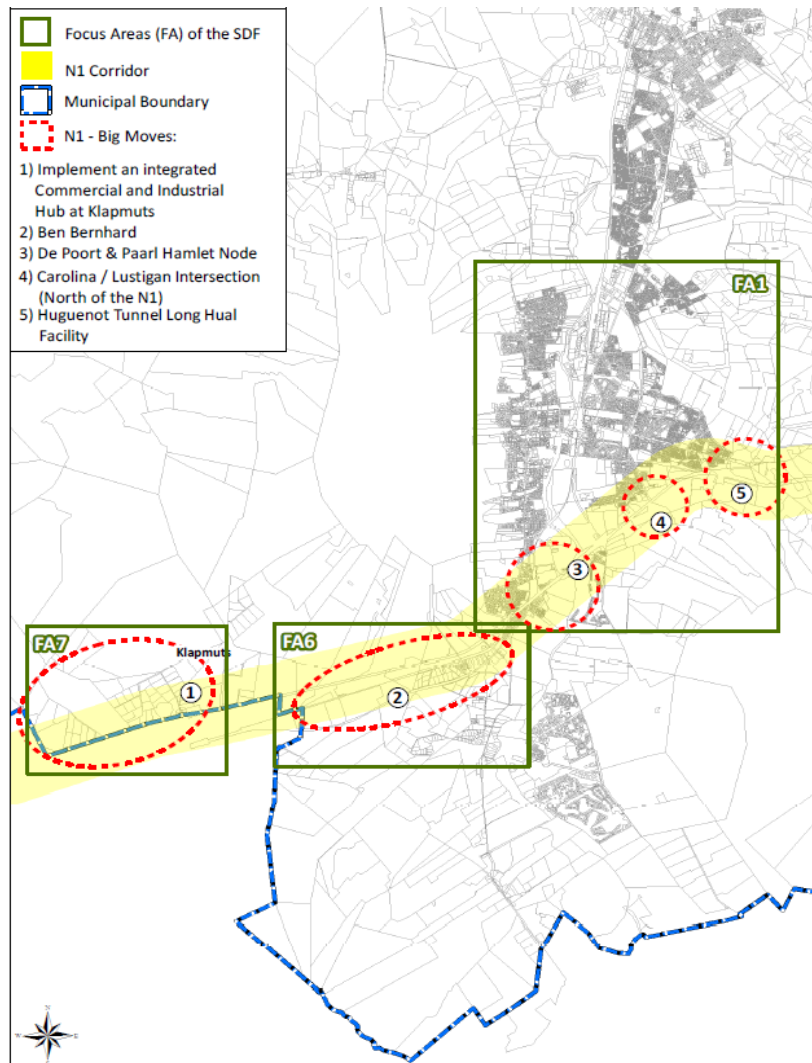 Focus Areas (FA) of the SDF
N1 Corridor
Municipal Boundary
N1 - Big Moves:
1) Implement an integrated
Commercial and Industrial
Hub at Klapmuts
2) Ben Bernhard
3) De Poort & Paarl Hamlet Node
4) Carolina / Lustigan Intersection
(North of the N1)
5) Huguenot Tunnel Long Hual
Facility
FA1
5
4
3
FA7
Klapmuts
FA6
1
2
N
W
E
S